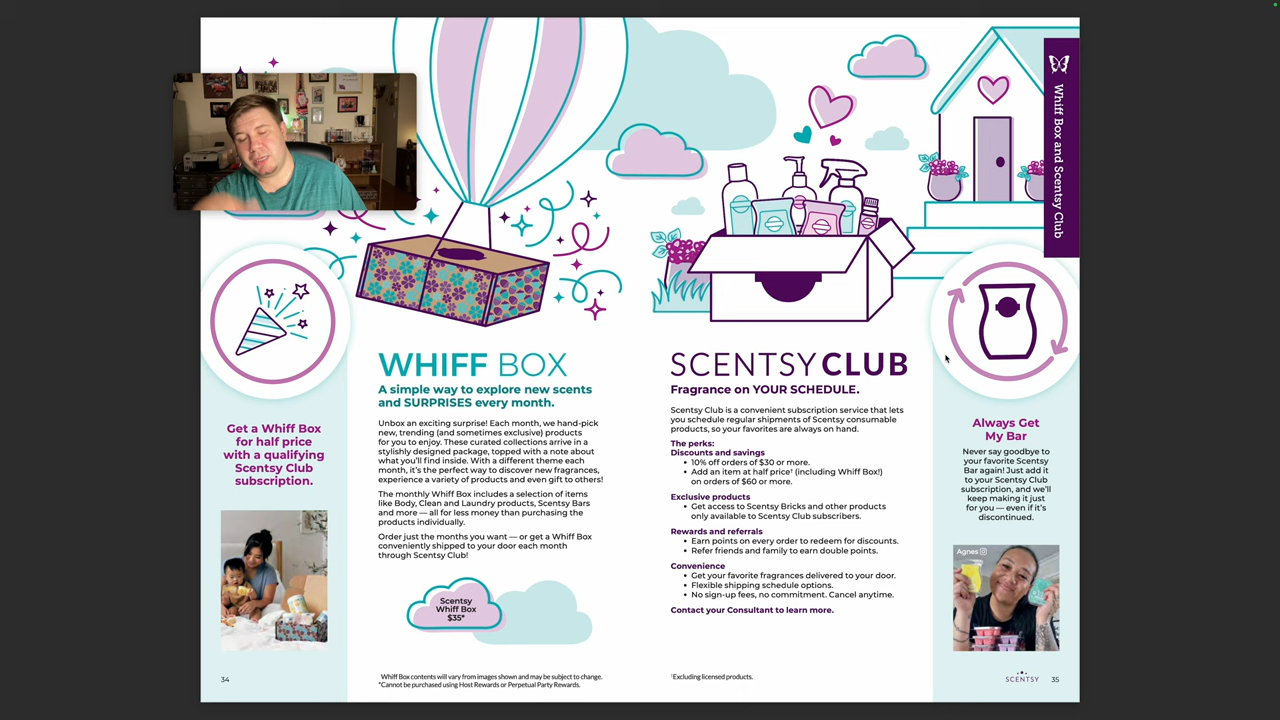 Whiff Box and Scentsy Club
WHIFF BOX
A simple way to explore new scents
and SURPRISES every month.
Unbox an exciting surprise! Each month, we hand-pick
new, trending (and sometimes exclusive) products
for you to enjoy. These curated collections arrive in a
stylishly designed package, topped with a note about
what you'll find inside. With a different theme each
month, it's the perfect way to discover new fragrances,
experience a variety of products and even gift to others!
The monthly Whiff Box includes a selection of items
like Body, Clean and Laundry products, Scentsy Bars
and more — all for less money than purchasing the
products individually.
Order just the months you want — or get a Whiff Box
conveniently shipped to your door each month
through Scentsy Club!
Scentsy
Whiff Box
$35*
Get a Whiff Box
for half price
with a qualifying
Scentsy Club
subscription.
Whiff Box contents will vary from images shown and may be subject to change.
*Cannot be purchased using Host Rewards or Perpetual Party Rewards.
34
SCENTSY CLUB
Fragrance on YOUR SCHEDULE.
Scentsy Club is a convenient subscription service that lets
you schedule regular shipments of Scentsy consumable
products, so your favorites are always on hand.
The perks:
Discounts and savings
• 10% off orders of $30 or more.
• Add an item at half price† (including Whiff Box!)
on orders of $60 or more.
Exclusive products
• Get access to Scentsy Bricks and other products
only available to Scentsy Club subscribers.
Rewards and referrals
• Earn points on every order to redeem for discounts.
• Refer friends and family to earn double points.
Convenience
• Get your favorite fragrances delivered to your door.
• Flexible shipping schedule options.
• No sign-up fees, no commitment. Cancel anytime.
Contact your Consultant to learn more.
†Excluding licensed products.
Always Get
My Bar
Never say goodbye to
your favorite Scentsy
Bar again! Just add it
to your Scentsy Club
subscription, and we'll
keep making it just
for you — even if it's
discontinued.
Agnes
SCENTSY 35